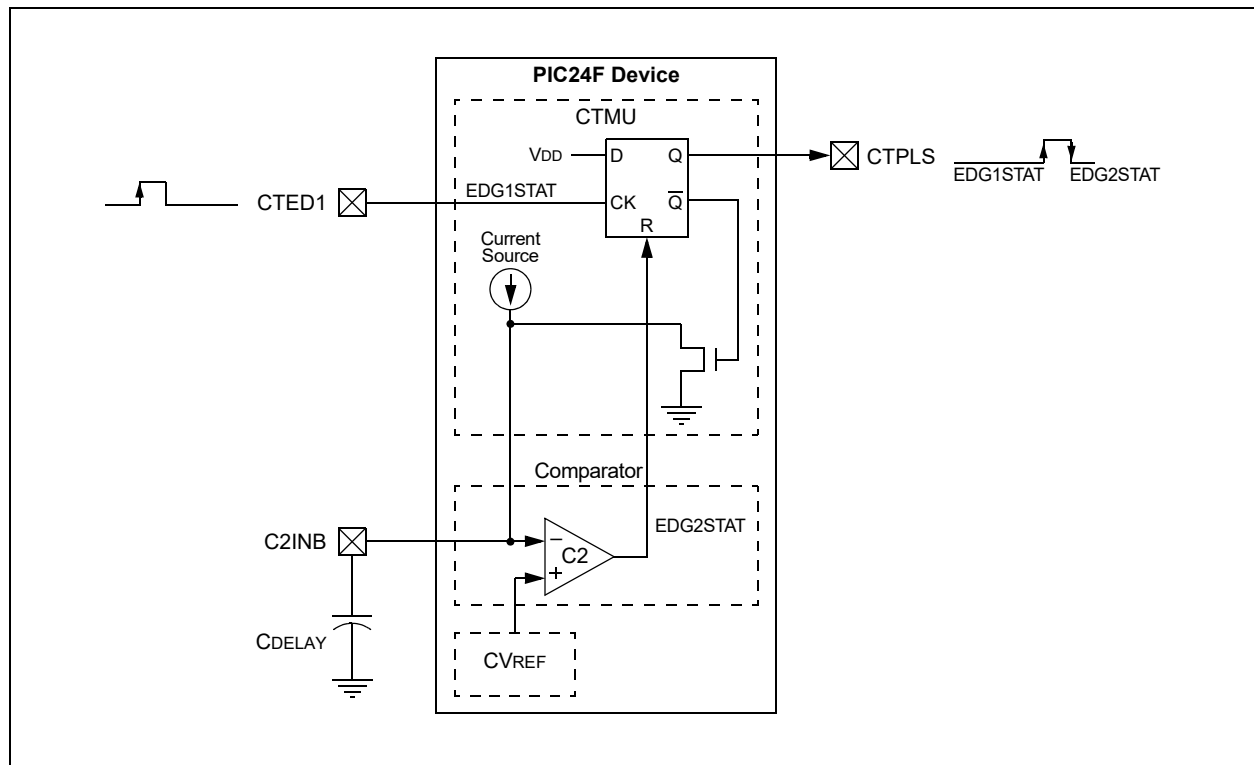 PIC24F Device
CTMU
VDD
D
Q
CTPLS
EDG1STAT
EDG2STAT
CTED1
EDG1STAT
CK
Q̅
R
Current
Source
Comparator
C2INB
−
C2
+
EDG2STAT
CDELAY
CVREF